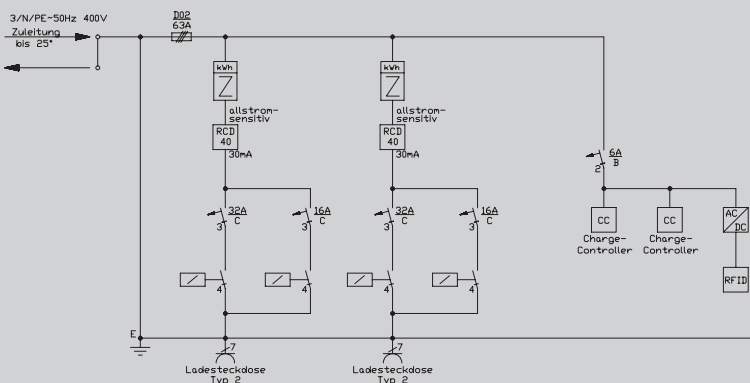 3/N/PE~50Hz 400V
Zuleitung
bis 25°
D02
63A
kWh
Z
allstrom-
sensitiv
RCD
40
30mA
kWh
Z
allstrom-
sensitiv
RCD
40
30mA
6A
B
2
32A
C
3
16A
C
3
32A
C
3
16A
C
3
CC
Charge-
Controller
CC
Charge-
Controller
AC
DC
RFID
4
4
4
4
E
7
Ladesteckdose
Typ 2
7
Ladesteckdose
Typ 2